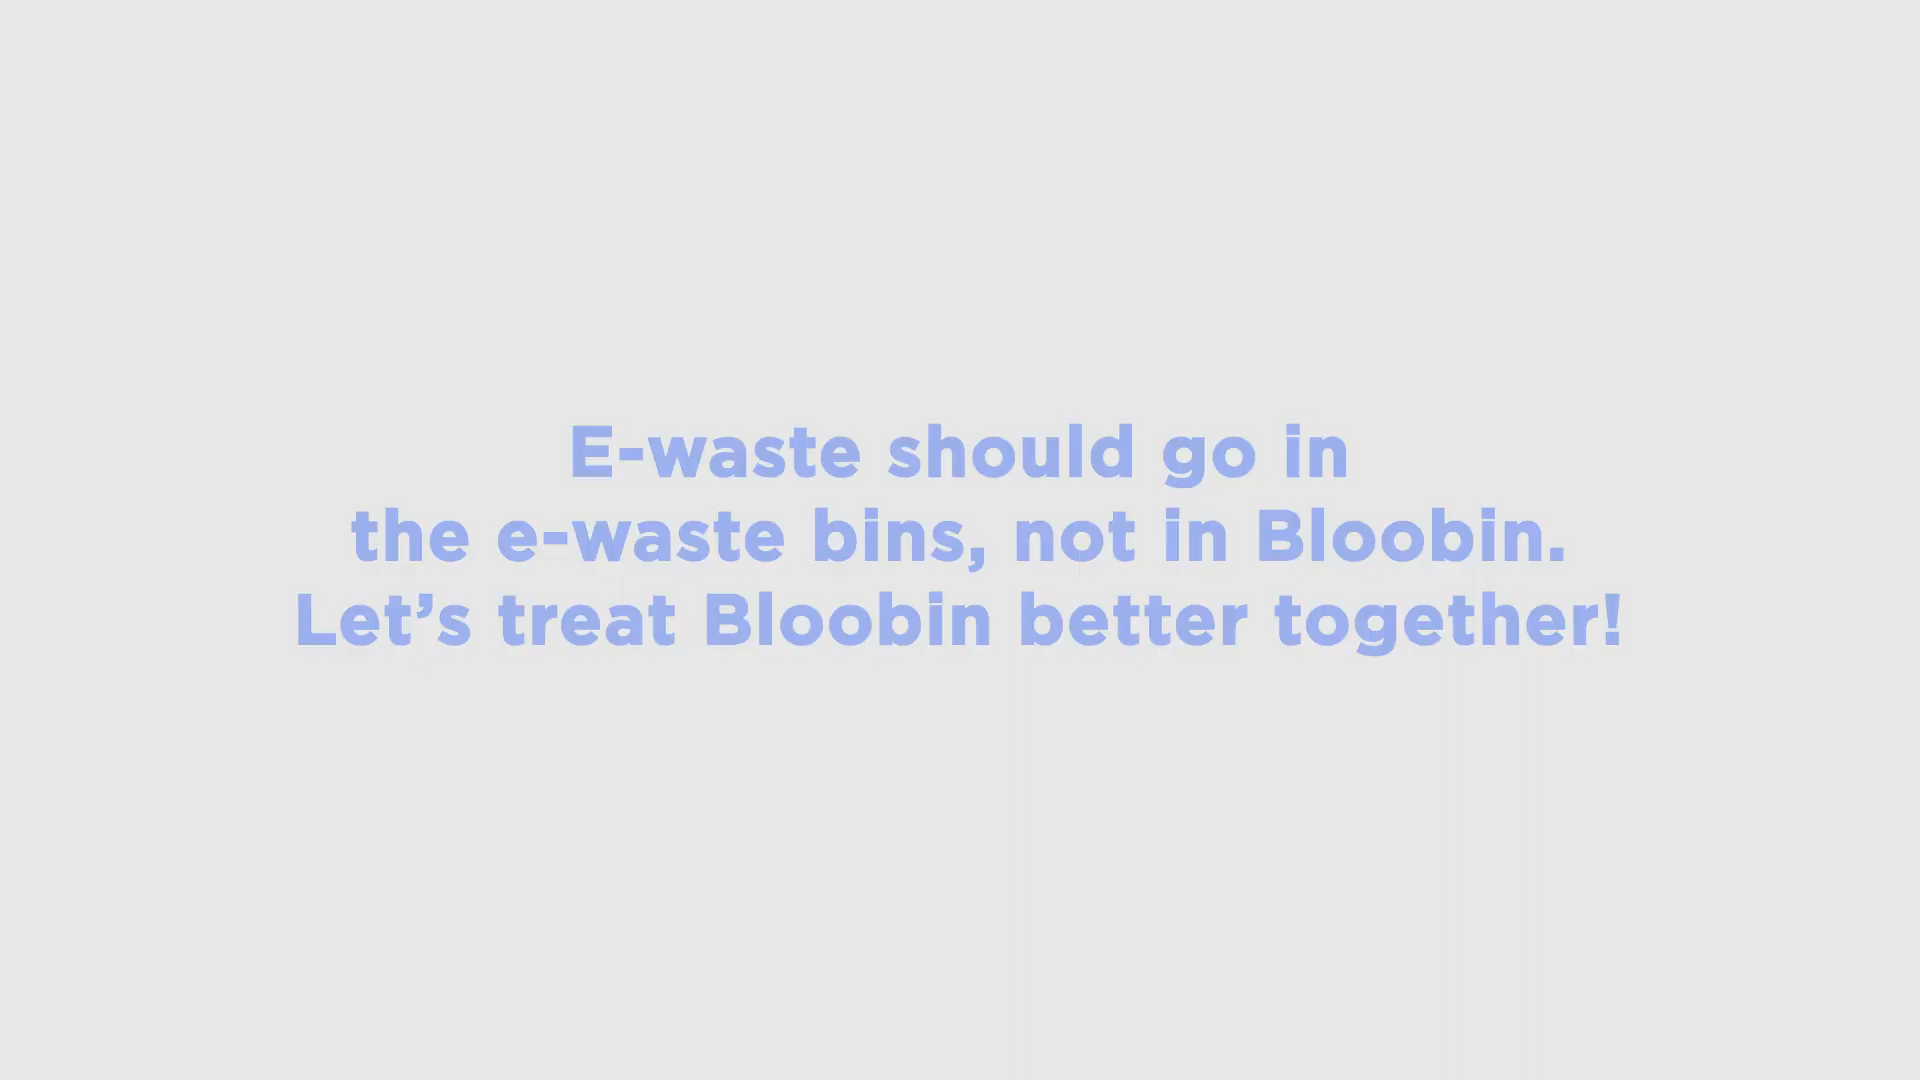 E-waste should go in
the e-waste bins, not in Bloobin.
Let’s treat Bloobin better together!